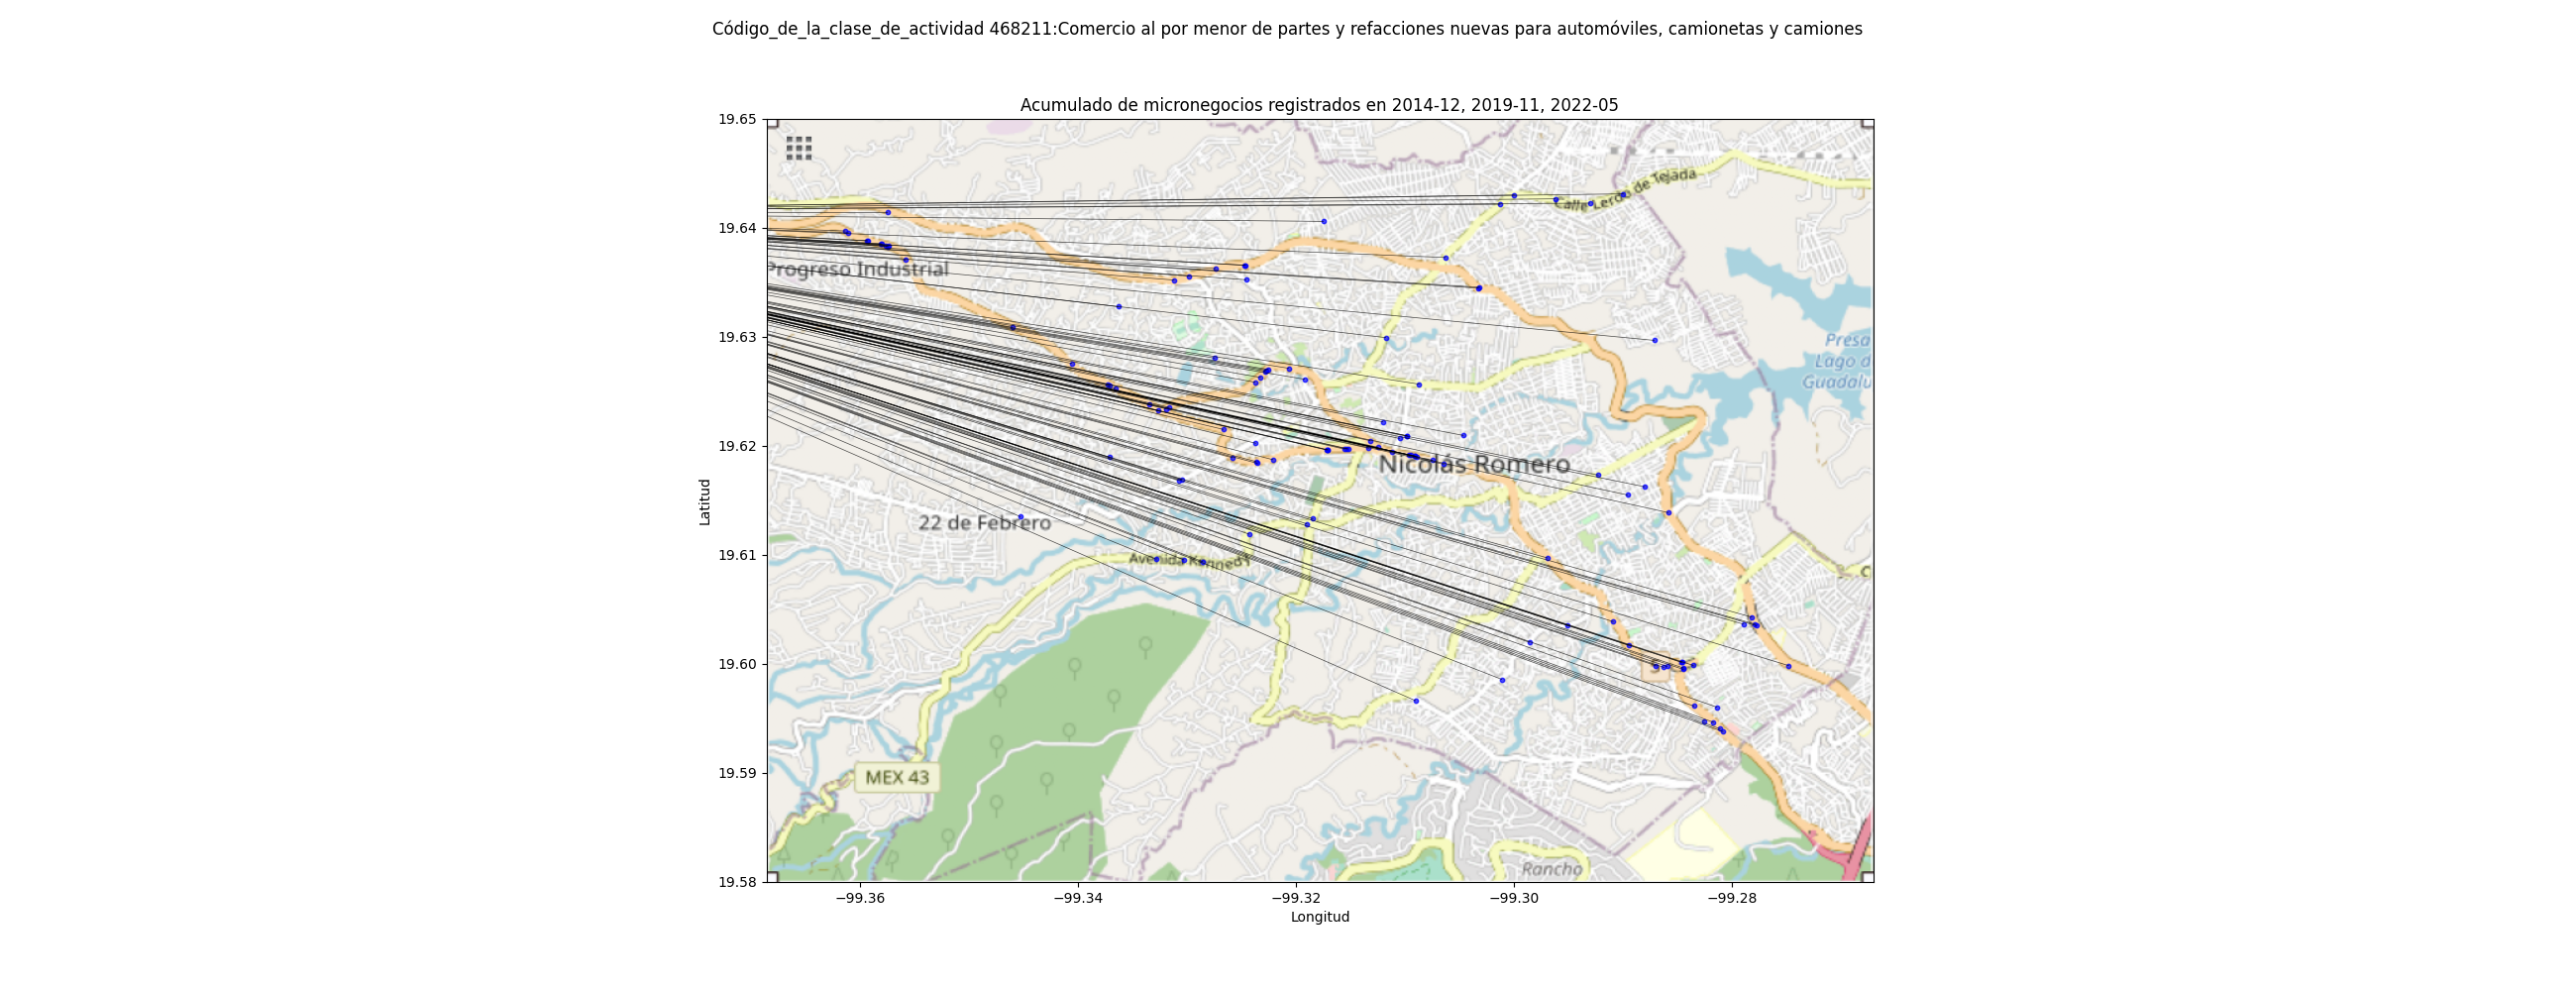 Código_de_la_clase_de_actividad 468211:Comercio al por menor de partes y refacciones nuevas para automóviles, camionetas y camiones
Acumulado de micronegocios registrados en 2014-12, 2019-11, 2022-05
19.65
19.64
19.63
19.62
19.61
19.60
19.59
19.58
Latitud
Calle Lerdo de Tejada
Progreso Industrial
Presa
Lago d
Guadalu
Nicolás Romero
22 de Febrero
Avenida Kennedy
MEX 43
Rancho
−99.36
−99.34
−99.32
−99.30
−99.28
Longitud